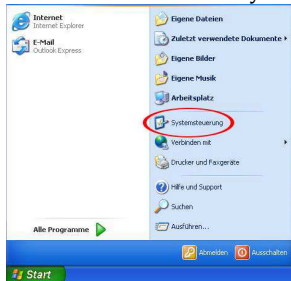 Internet
Internet Explorer
E-Mail
Outlook Express
Alle Programme
Eigene Dateien
Zuletzt verwendete Dokumente
Eigene Bilder
Eigene Musik
Arbeitsplatz
Systemsteuerung
Verbinden mit
Drucker und Faxgeräte
Hilfe und Support
Suchen
Ausführen...
Abmelden
Ausschalten
Start